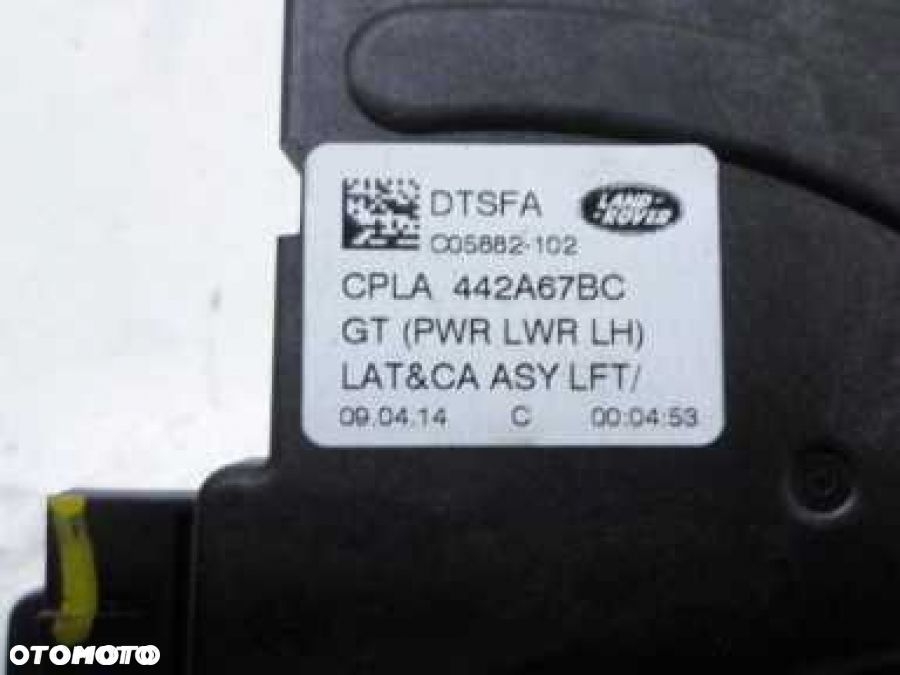 DTSFA
LAND-
-ROVER
C05882-102
CPLA 442A67BC
GT (PWR LWR LH)
LAT&CA ASY LFT/
09.04.14 C 00:04:53
OTOMOTO